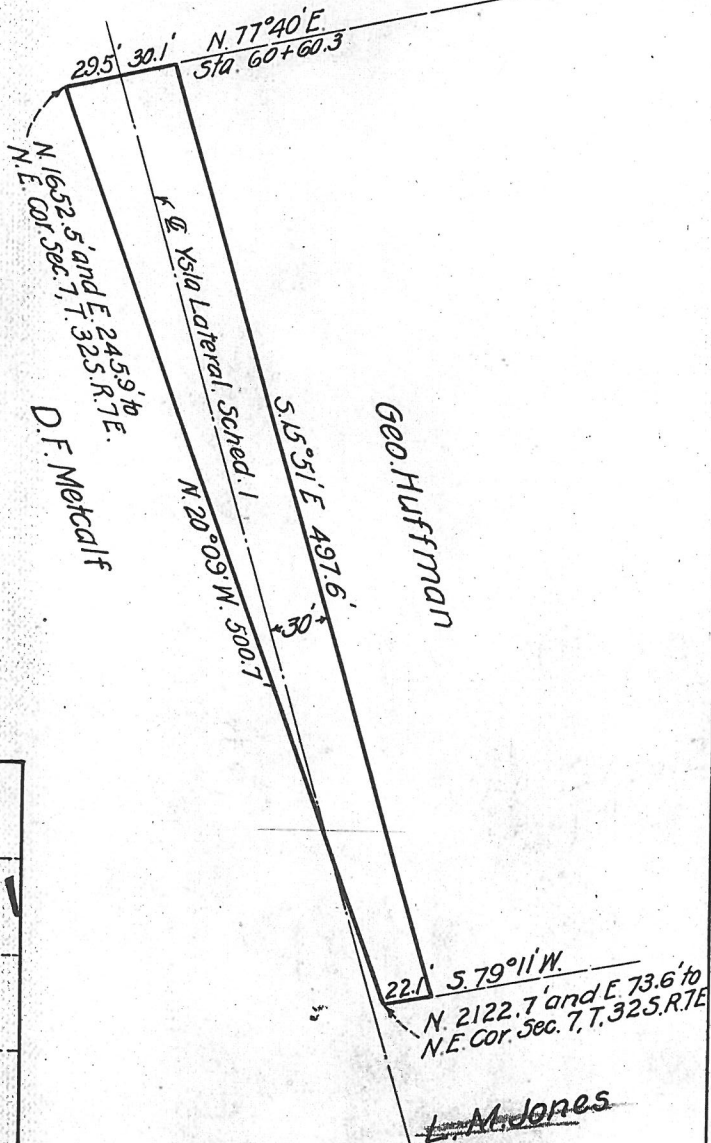 29.5' 30.1'
N. 77°40' E.
Sta. 60+60.3
N. 1652.5' and E. 245.9' to
N.E. Cor. Sec. 7, T. 32 S. R. 7 E.
℄ Ysla Lateral, Sched. 1
D.F. Metcalf
S. 15°51' E 497.6'
Geo. Huffman
N. 20°09' W. 500.7'
30'
22.1'
S. 79°11' W.
N. 2122.7' and E. 73.6' to
N.E. Cor. Sec. 7, T. 32 S. R. 7 E
L. M. Jones